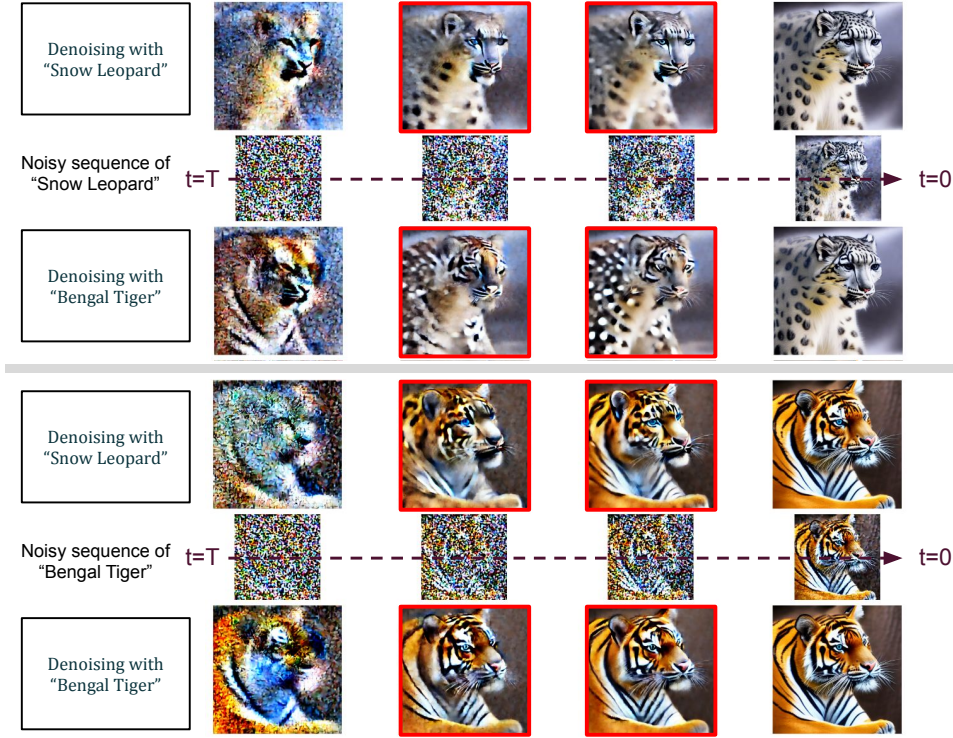 Denoising with
“Snow Leopard”
Noisy sequence of
“Snow Leopard”
t=T
t=0
Denoising with
“Bengal Tiger”
Denoising with
“Snow Leopard”
Noisy sequence of
“Bengal Tiger”
t=T
t=0
Denoising with
“Bengal Tiger”